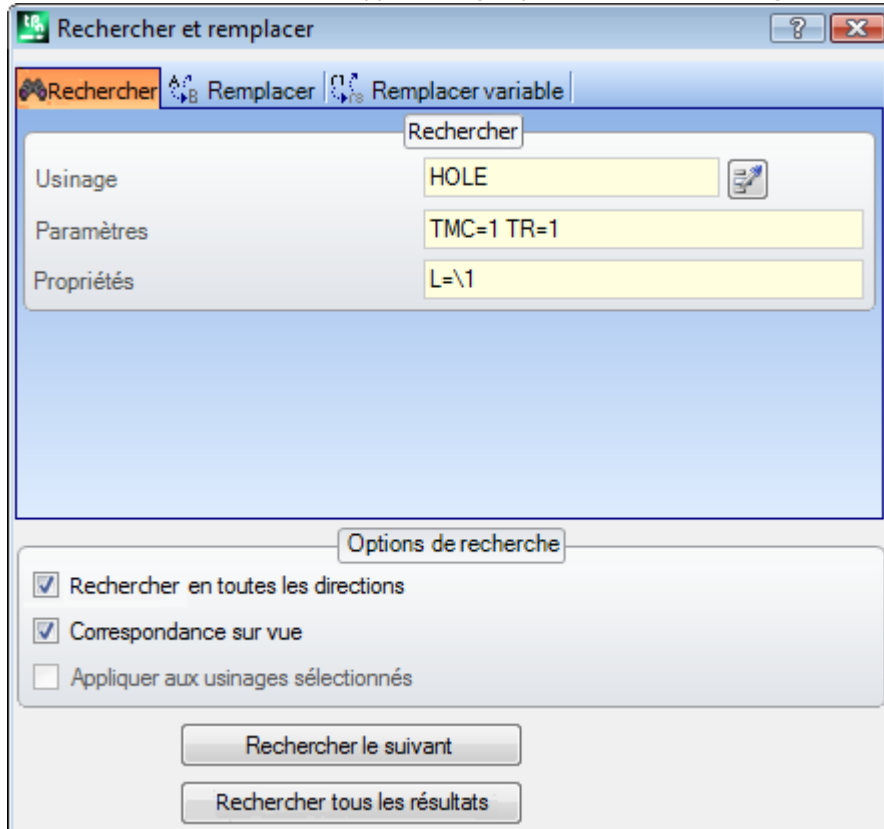 Rechercher et remplacer
Rechercher Remplacer Remplacer variable
Rechercher
Usinage HOLE
Paramètres TMC=1 TR=1
Propriétés L=\1
Options de recherche
Rechercher en toutes les directions
Correspondance sur vue
Appliquer aux usinages sélectionnés
Rechercher le suivant
Rechercher tous les résultats